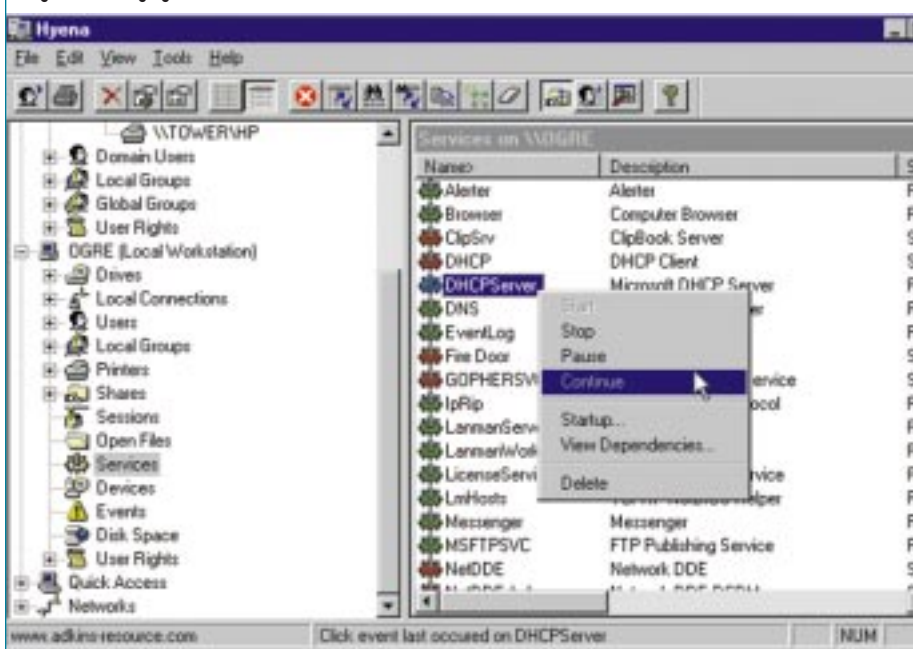 Hyena
File Edit View Tools Help
\\TOWER\HP
Domain Users
Local Groups
Global Groups
User Rights
OGRE (Local Workstation)
Drives
Local Connections
Users
Local Groups
Printers
Shares
Sessions
Open Files
Services
Devices
Events
Disk Space
User Rights
Quick Access
Networks
Services on \\OGRE
Name> Description S
Alerter Alerter
Browser Computer Browser
ClipSrv ClipBook Server
DHCP DHCP Client
DHCPServer Microsoft DHCP Server
DNS
EventLog
Fire Door
GOPHERSV
IpRip
LanmanServ
LanmanWork
LicenseServi
LmHosts
Messenger Messenger
MSFTPSVC FTP Publishing Service
NetDDE Network DDE
Start
Stop
Pause
Continue
Startup...
View Dependencies...
Delete
www.adkins-resource.com Click event last occured on DHCPServer NUM